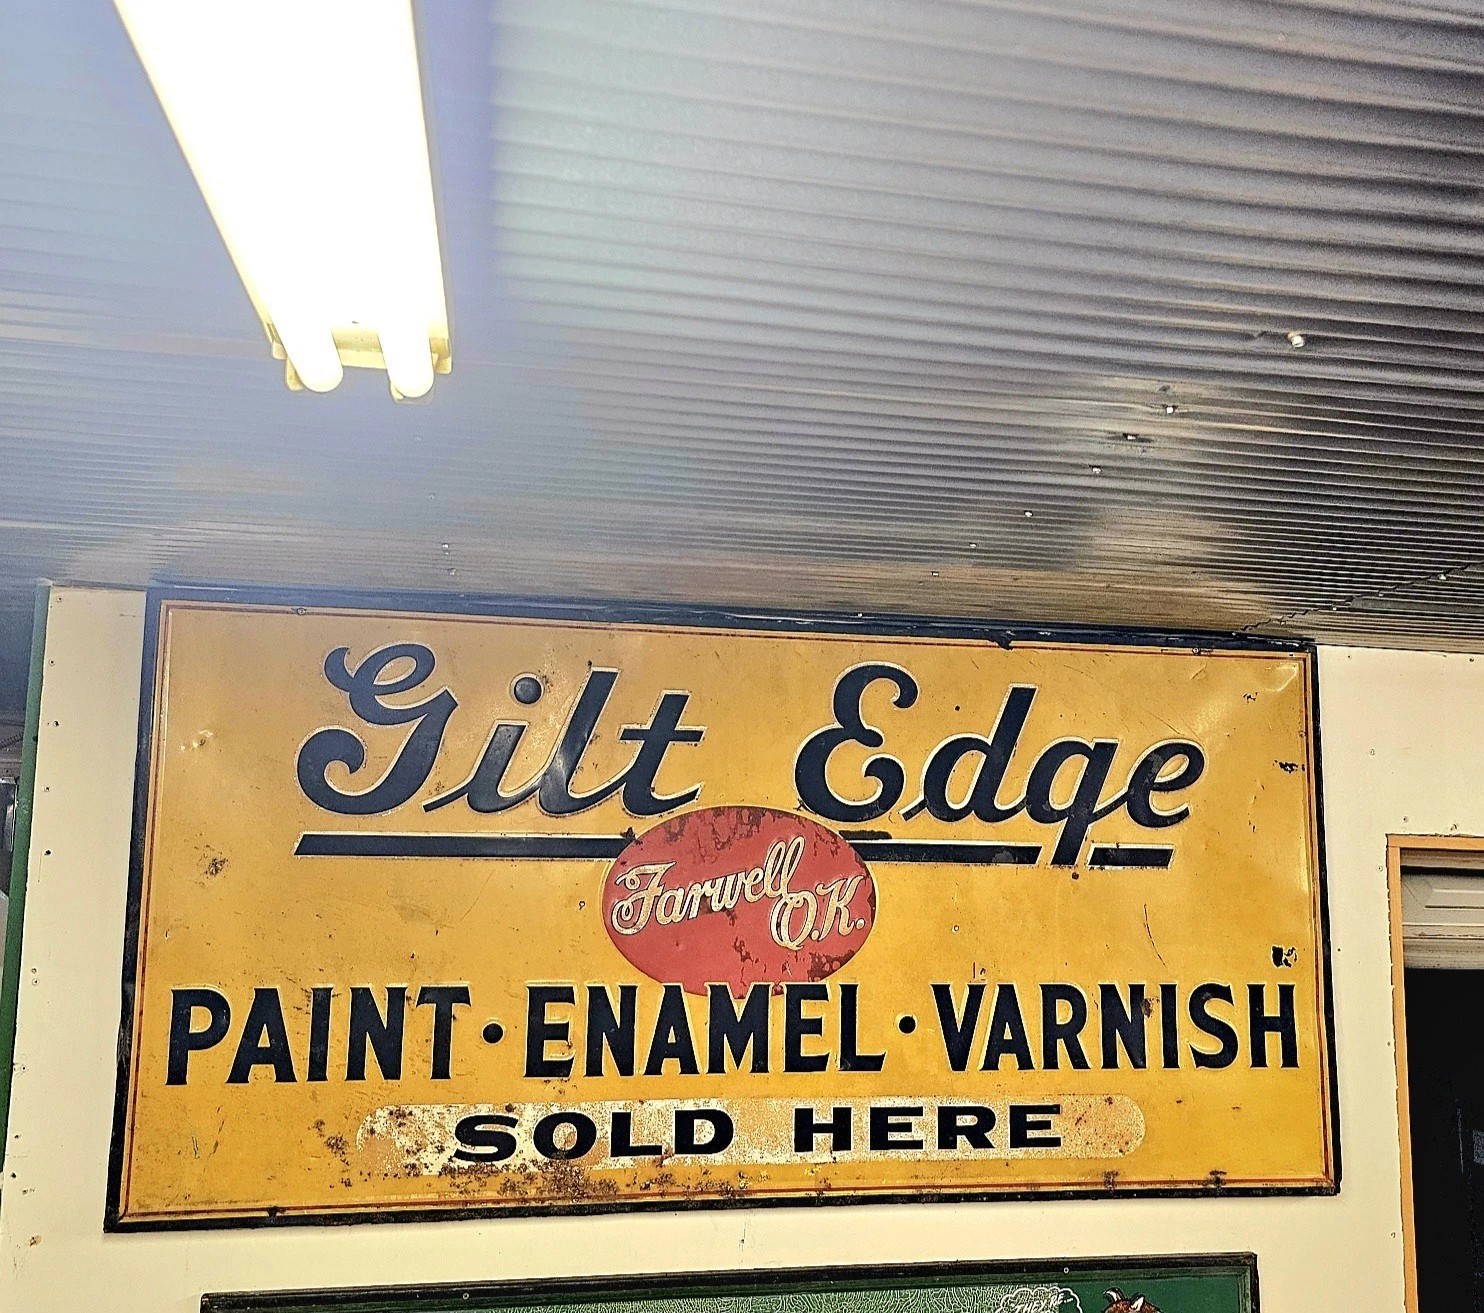 Gilt Edge
Farwell
O.K.
PAINT • ENAMEL • VARNISH
SOLD HERE